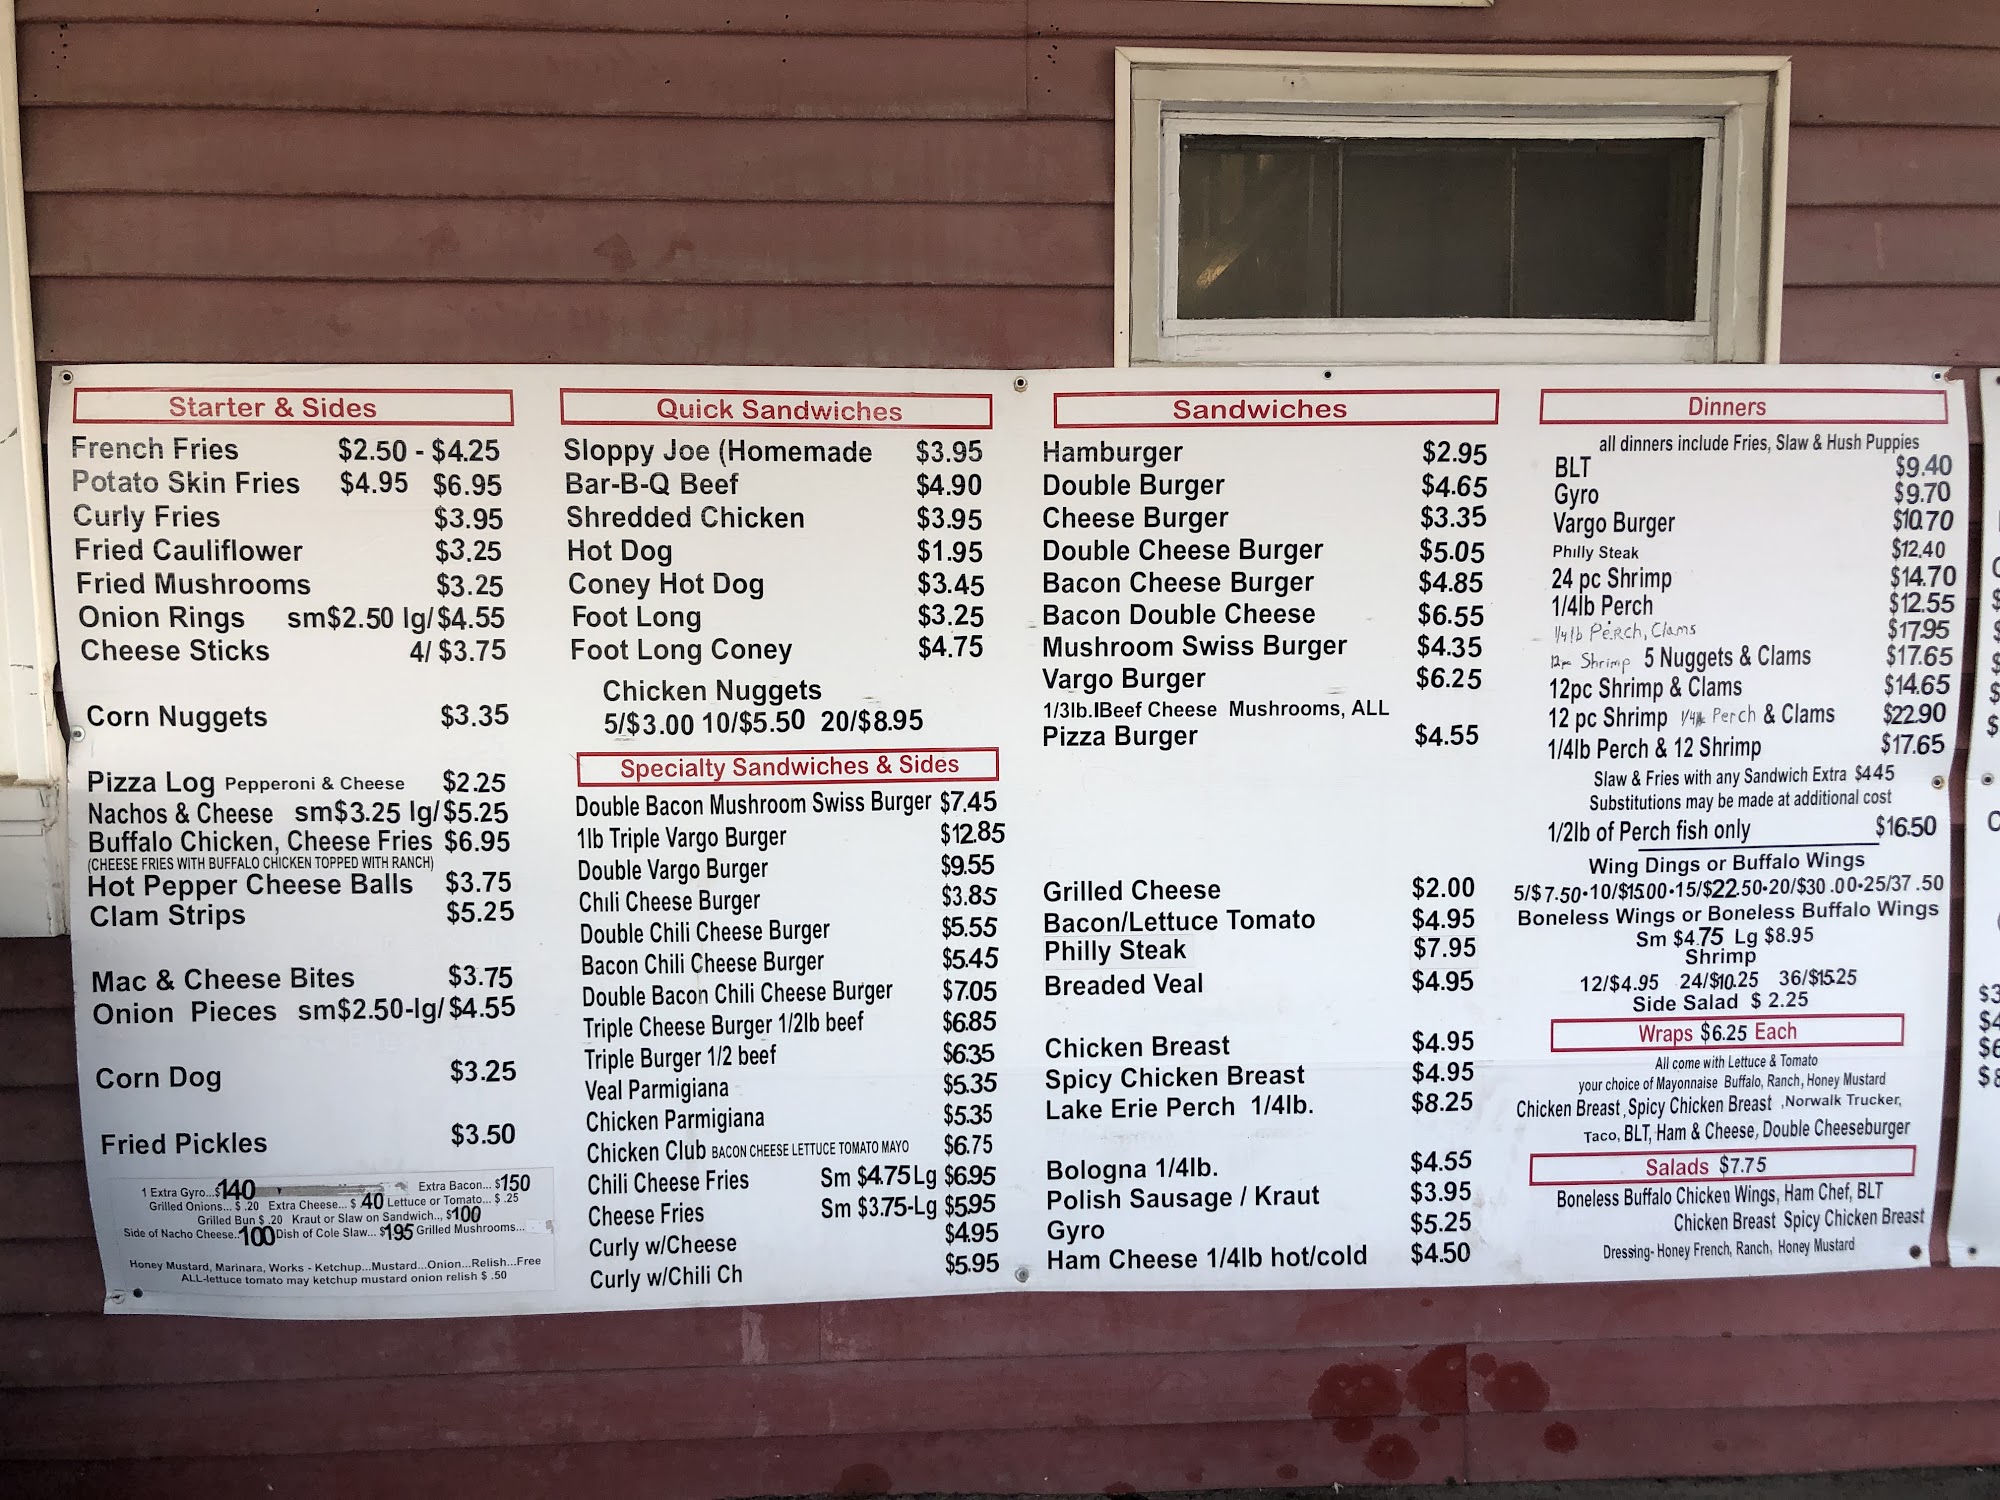 Starter & Sides
French Fries $2.50 - $4.25
Potato Skin Fries $4.95 $6.95
Curly Fries $3.95
Fried Cauliflower $3.25
Fried Mushrooms $3.25
Onion Rings sm$2.50 lg/$4.55
Cheese Sticks 4/ $3.75
Corn Nuggets $3.35
Pizza Log Pepperoni & Cheese $2.25
Nachos & Cheese sm$3.25 lg/$5.25
Buffalo Chicken, Cheese Fries $6.95
(CHEESE FRIES WITH BUFFALO CHICKEN TOPPED WITH RANCH)
Hot Pepper Cheese Balls $3.75
Clam Strips $5.25
Mac & Cheese Bites $3.75
Onion Pieces sm$2.50-lg/$4.55
Corn Dog $3.25
Fried Pickles $3.50
1 Extra Gyro...$140 Extra Bacon... $150
Grilled Onions... $ .20 Extra Cheese... $ 40 Lettuce or Tomato... $ .25
Grilled Bun $ .20 Kraut or Slaw on Sandwich... $100
Side of Nacho Cheese..100 Dish of Cole Slaw... $195 Grilled Mushrooms...
Honey Mustard, Marinara, Works - Ketchup...Mustard...Onion...Relish...Free
ALL-lettuce tomato may ketchup mustard onion relish $ .50
Quick Sandwiches
Sloppy Joe (Homemade $3.95
Bar-B-Q Beef $4.90
Shredded Chicken $3.95
Hot Dog $1.95
Coney Hot Dog $3.45
Foot Long $3.25
Foot Long Coney $4.75
Chicken Nuggets
5/$3.00 10/$5.50 20/$8.95
Specialty Sandwiches & Sides
Double Bacon Mushroom Swiss Burger $7.45
1lb Triple Vargo Burger $12.85
Double Vargo Burger $9.55
Chili Cheese Burger $3.85
Double Chili Cheese Burger $5.55
Bacon Chili Cheese Burger $5.45
Double Bacon Chili Cheese Burger $7.05
Triple Cheese Burger 1/2lb beef $6.85
Triple Burger 1/2 beef $6.35
Veal Parmigiana $5.35
Chicken Parmigiana $5.35
Chicken Club BACON CHEESE LETTUCE TOMATO MAYO $6.75
Chili Cheese Fries Sm $4.75 Lg $6.95
Cheese Fries Sm $3.75-Lg $5.95
Curly w/Cheese $4.95
Curly w/Chili Ch $5.95
Sandwiches
Hamburger $2.95
Double Burger $4.65
Cheese Burger $3.35
Double Cheese Burger $5.05
Bacon Cheese Burger $4.85
Bacon Double Cheese $6.55
Mushroom Swiss Burger $4.35
Vargo Burger $6.25
1/3lb.lBeef Cheese Mushrooms, ALL
Pizza Burger $4.55
Grilled Cheese $2.00
Bacon/Lettuce Tomato $4.95
Philly Steak $7.95
Breaded Veal $4.95
Chicken Breast $4.95
Spicy Chicken Breast $4.95
Lake Erie Perch 1/4lb. $8.25
Bologna 1/4lb. $4.55
Polish Sausage / Kraut $3.95
Gyro $5.25
Ham Cheese 1/4lb hot/cold $4.50
Dinners
all dinners include Fries, Slaw & Hush Puppies
BLT $9.40
Gyro $9.70
Vargo Burger $10.70
Philly Steak $12.40
24 pc Shrimp $14.70
1/4lb Perch $12.55
1/4 lb Perch, Clams $17.95
12pc Shrimp 5 Nuggets & Clams $17.65
12pc Shrimp & Clams $14.65
12 pc Shrimp 1/4lb Perch & Clams $22.90
1/4lb Perch & 12 Shrimp $17.65
Slaw & Fries with any Sandwich Extra $445
Substitutions may be made at additional cost
1/2lb of Perch fish only $16.50
Wing Dings or Buffalo Wings
5/$7.50•10/$15.00•15/$22.50•20/$30.00•25/37.50
Boneless Wings or Boneless Buffalo Wings
Sm $4.75 Lg $8.95
Shrimp
12/$4.95 24/$10.25 36/$15.25
Side Salad $ 2.25
Wraps $6.25 Each
All come with Lettuce & Tomato
your choice of Mayonnaise Buffalo, Ranch, Honey Mustard
Chicken Breast, Spicy Chicken Breast ,Norwalk Trucker,
Taco, BLT, Ham & Cheese, Double Cheeseburger
Salads $7.75
Boneless Buffalo Chicken Wings, Ham Chef, BLT
Chicken Breast Spicy Chicken Breast
Dressing- Honey French, Ranch, Honey Mustard